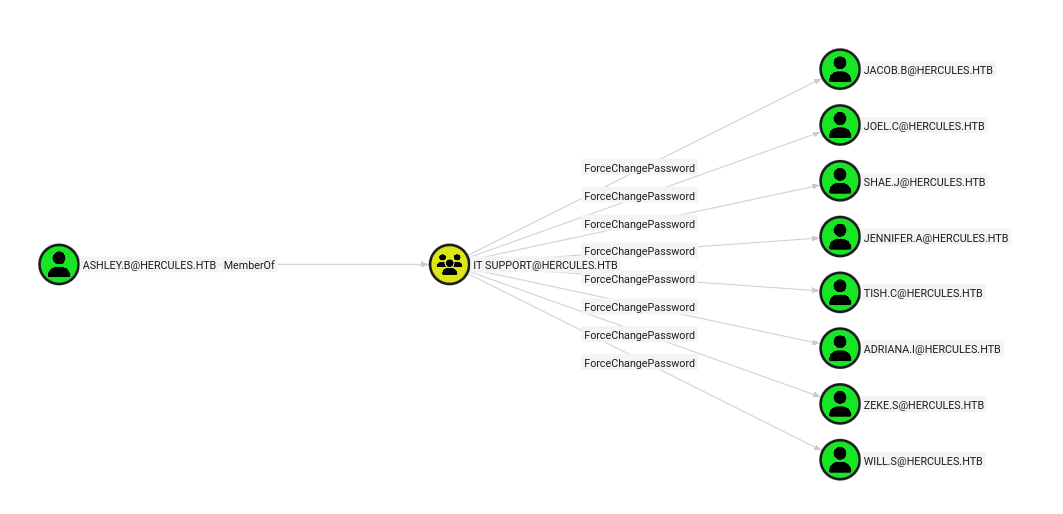 JACOB.B@HERCULES.HTB
JOEL.C@HERCULES.HTB
ForceChangePassword
SHAE.J@HERCULES.HTB
ForceChangePassword
ForceChangePassword
JENNIFER.A@HERCULES.HTB
ForceChangePassword
ASHLEY.B@HERCULES.HTB MemberOf
IT SUPPORT@HERCULES.HTB
ForceChangePassword
TISH.C@HERCULES.HTB
ForceChangePassword
ForceChangePassword
ADRIANA.I@HERCULES.HTB
ForceChangePassword
ZEKE.S@HERCULES.HTB
WILL.S@HERCULES.HTB